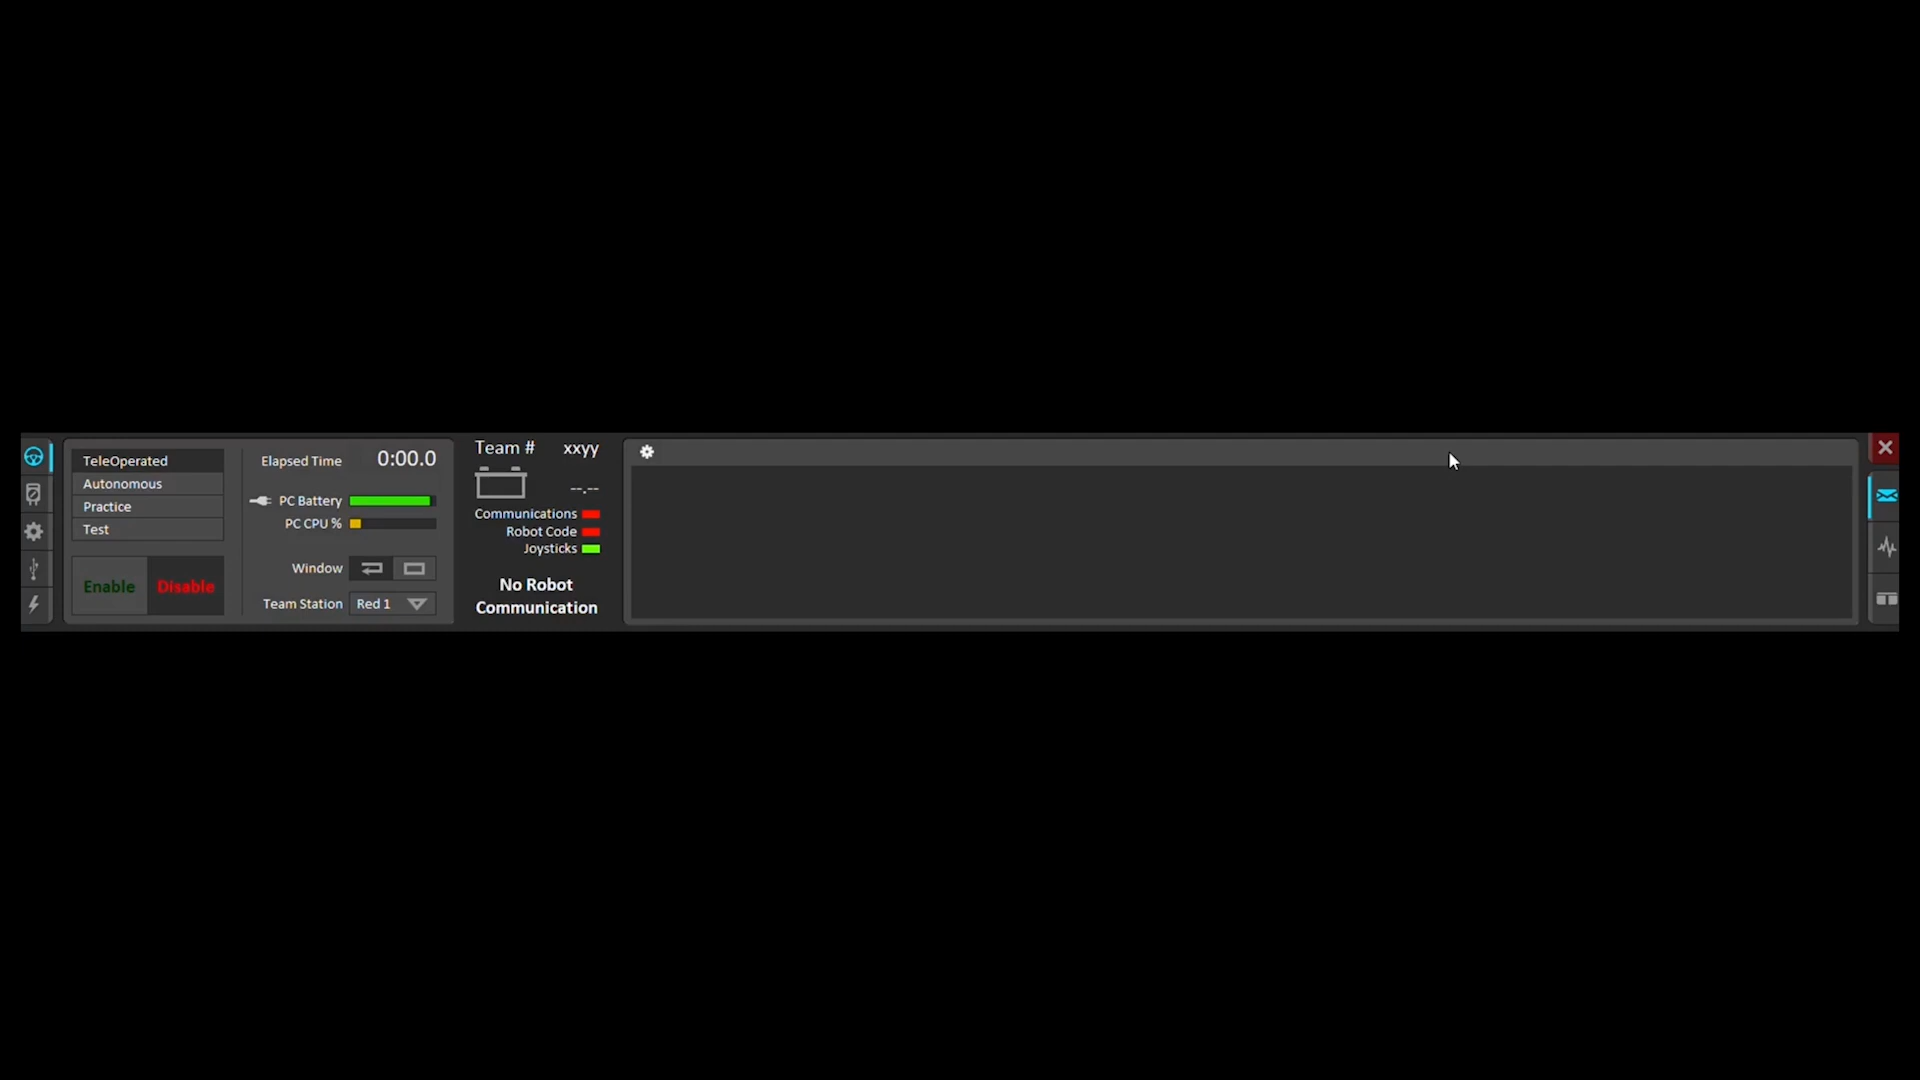 TeleOperated
Autonomous
Practice
Test
Enable Disable
Elapsed Time 0:00.0
PC Battery
PC CPU %
Window
Team Station Red 1
Team # xxyy
--.--
Communications
Robot Code
Joysticks
No Robot
Communication